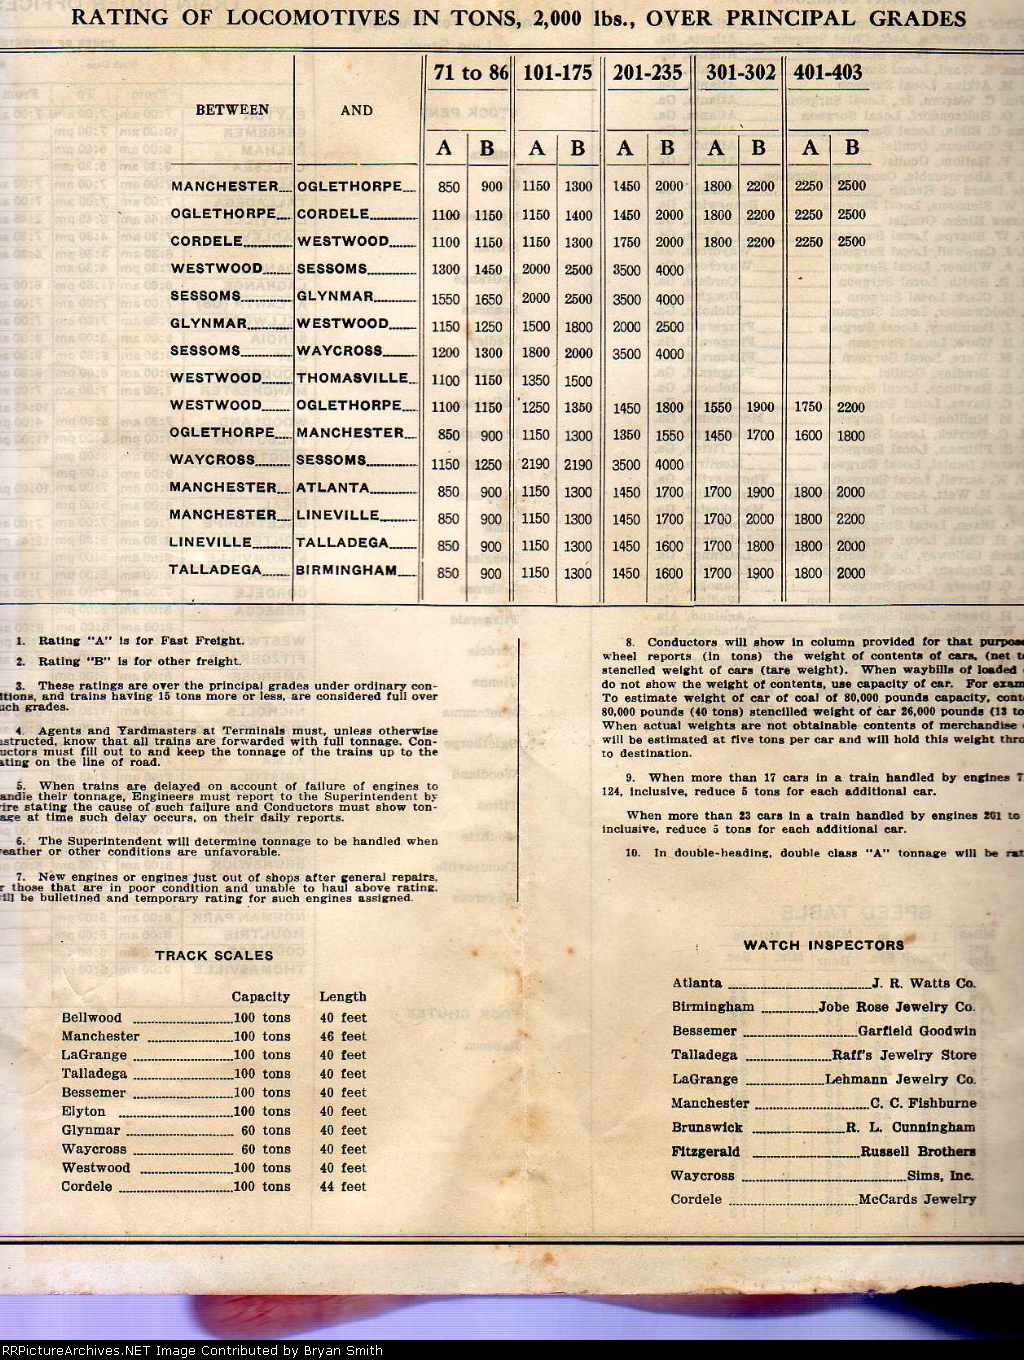 RATING OF LOCOMOTIVES IN TONS, 2,000 lbs., OVER PRINCIPAL GRADES
BETWEEN AND 71 to 86 101-175 201-235 301-302 401-403
A B A B A B A B A B
MANCHESTER OGLETHORPE 850 900 1150 1300 1450 2000 1800 2200 2250 2500
OGLETHORPE CORDELE 1100 1150 1150 1400 1450 2000 1800 2200 2250 2500
CORDELE WESTWOOD 1100 1150 1150 1300 1750 2000 1800 2200 2250 2500
WESTWOOD SESSOMS 1300 1450 2000 2500 3500 4000
SESSOMS GLYNMAR 1550 1650 2000 2500 3500 4000
GLYNMAR WESTWOOD 1150 1250 1500 1800 2000 2500
SESSOMS WAYCROSS 1200 1300 1800 2000 3500 4000
WESTWOOD THOMASVILLE 1100 1150 1350 1500
WESTWOOD OGLETHORPE 1100 1150 1250 1350 1450 1800 1550 1900 1750 2200
OGLETHORPE MANCHESTER 850 900 1150 1300 1350 1550 1450 1700 1600 1800
WAYCROSS SESSOMS 1150 1250 2190 2190 3500 4000
MANCHESTER ATLANTA 850 900 1150 1300 1450 1700 1700 1900 1800 2000
MANCHESTER LINEVILLE 850 900 1150 1300 1450 1700 1700 2000 1800 2200
LINEVILLE TALLADEGA 850 900 1150 1300 1450 1600 1700 1800 1800 2000
TALLADEGA BIRMINGHAM 850 900 1150 1300 1450 1600 1700 1900 1800 2000
1. Rating "A" is for Fast Freight.
2. Rating "B" is for other freight.
3. These ratings are over the principal grades under ordinary con-
itions, and trains having 15 tons more or less, are considered full over
uch grades.
4. Agents and Yardmasters at Terminals must, unless otherwise
nstructed, know that all trains are forwarded with full tonnage. Con-
uctors must fill out to and keep the tonnage of the trains up to the
ating on the line of road.
5. When trains are delayed on account of failure of engines to
andle their tonnage, Engineers must report to the Superintendent by
ire stating the cause of such failure and Conductors must show ton-
age at time such delay occurs, on their daily reports.
6. The Superintendent will determine tonnage to be handled when
eather or other conditions are unfavorable.
7. New engines or engines just out of shops after general repairs,
r those that are in poor condition and unable to haul above rating,
ill be bulletined and temporary rating for such engines assigned.
8. Conductors will show in column provided for that purpose
wheel reports (in tons) the weight of contents of cars, (net t
stenciled weight of cars (tare weight). When waybills of loaded
do not show the weight of contents, use capacity of car. For exam
To estimate weight of car of coal of 80,000 pounds capacity, cont
80,000 pounds (40 tons) stencilled weight of car 26,000 pounds (13 to
When actual weights are not obtainable contents of merchandise
will be estimated at five tons per car and will hold this weight thro
to destination.
9. When more than 17 cars in a train handled by engines 7
124, inclusive, reduce 5 tons for each additional car.
When more than 23 cars in a train handled by engines 201 to
inclusive, reduce 5 tons for each additional car.
10. In double-heading, double class "A" tonnage will be rat
TRACK SCALES
Capacity Length
Bellwood 100 tons 40 feet
Manchester 100 tons 46 feet
LaGrange 100 tons 40 feet
Talladega 100 tons 40 feet
Bessemer 100 tons 40 feet
Elyton 100 tons 40 feet
Glynmar 60 tons 40 feet
Waycross 60 tons 40 feet
Westwood 100 tons 40 feet
Cordele 100 tons 44 feet
WATCH INSPECTORS
Atlanta J. R. Watts Co.
Birmingham Jobe Rose Jewelry Co.
Bessemer Garfield Goodwin
Talladega Raff's Jewelry Store
LaGrange Lehmann Jewelry Co.
Manchester C. C. Fishburne
Brunswick R. L. Cunningham
Fitzgerald Russell Brothers
Waycross Sims, Inc.
Cordele McCards Jewelry
RRPictureArchives.NET Image Contributed by Bryan Smith